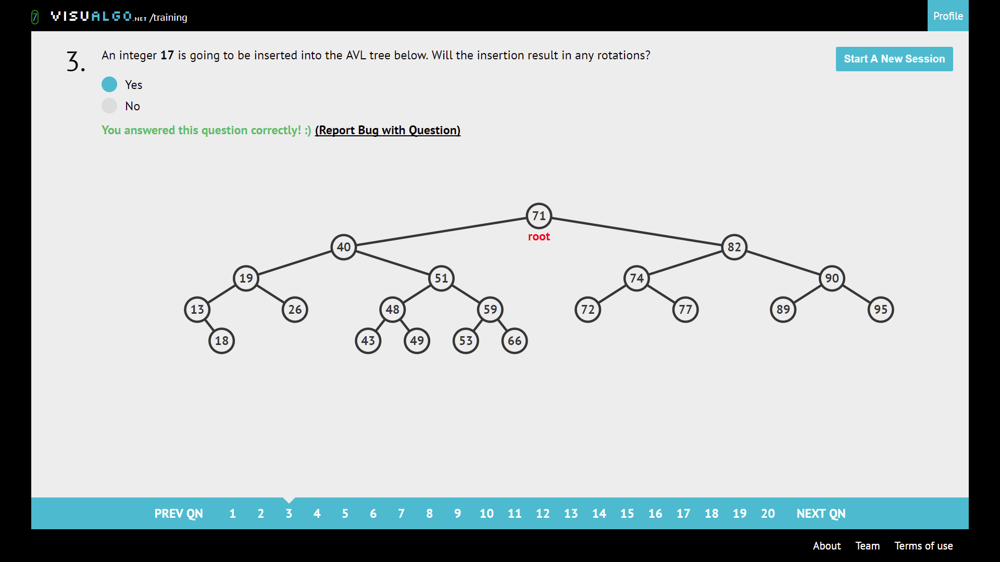 7 VISUALGO.NET /training
Profile
3. An integer 17 is going to be inserted into the AVL tree below. Will the insertion result in any rotations?
Start A New Session
Yes
No
You answered this question correctly! :) (Report Bug with Question)
71
root
40 82
19 51 74 90
13 26 48 59 72 77 89 95
18 43 49 53 66
PREV QN 1 2 3 4 5 6 7 8 9 10 11 12 13 14 15 16 17 18 19 20 NEXT QN
About Team Terms of use